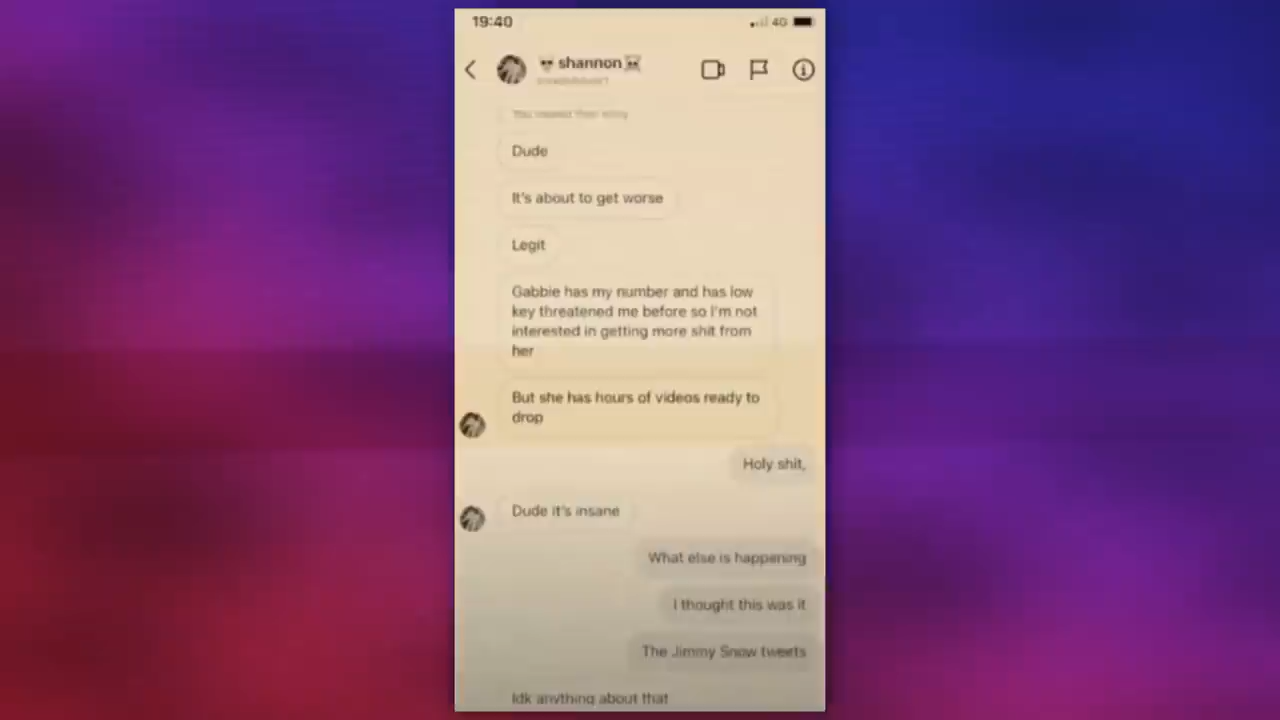 19:40
4G
shannon
Dude
It's about to get worse
Legit
Gabbie has my number and has low
key threatened me before so I'm not
interested in getting more shit from
her
But she has hours of videos ready to
drop
Holy shit,
Dude it's insane
What else is happening
I thought this was it
The Jimmy Snow tweets
Idk anything about that